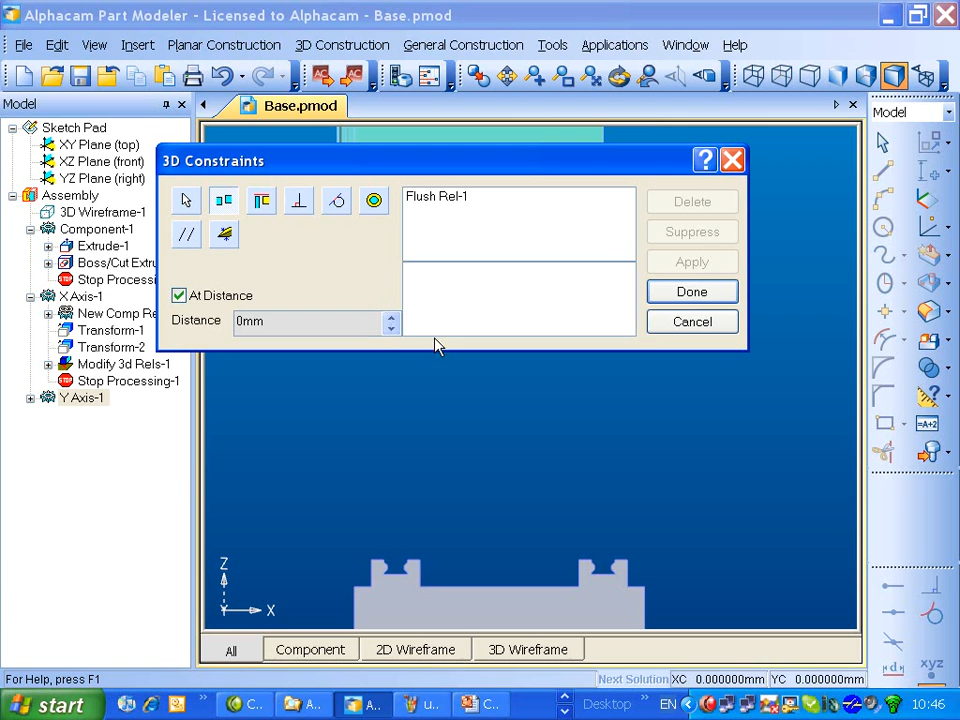 Alphacam Part Modeler - Licensed to Alphacam - Base.pmod
File Edit View Insert Planar Construction 3D Construction General Construction Tools Applications Window Help
Model
Base.pmod
Model
Sketch Pad
XY Plane (top)
XZ Plane (front)
YZ Plane (right)
Assembly
3D Wireframe-1
Component-1
Extrude-1
Boss/Cut Extru
Stop Processi
X Axis-1
New Comp Re
Transform-1
Transform-2
Modify 3d Rels-1
Stop Processing-1
Y Axis-1
3D Constraints
Flush Rel-1
Delete
Suppress
Apply
Done
Cancel
At Distance
Distance 0mm
Z
X
=A+2
xyz
All Component 2D Wireframe 3D Wireframe
For Help, press F1
Next Solution XC 0.000000mm YC 0.000000mm
start
C...
A...
A...
u...
C...
Desktop
EN
10:46